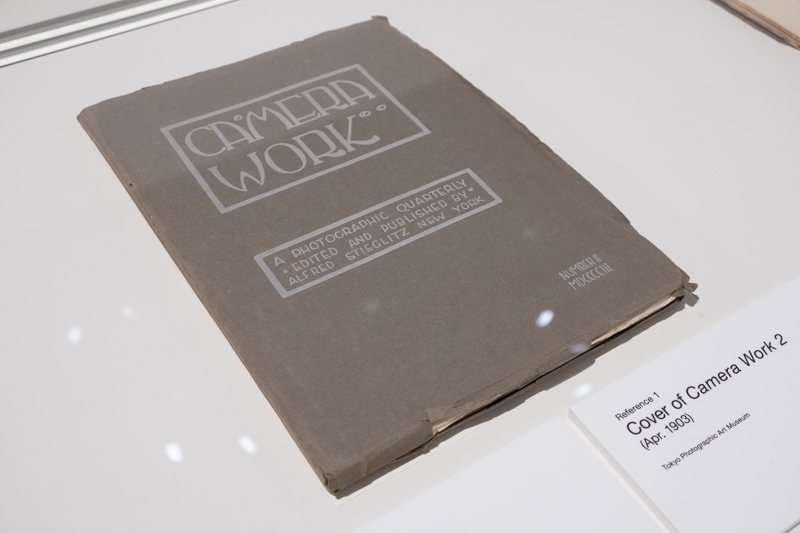 CAMERA
WORK
A PHOTOGRAPHIC QUARTERLY
EDITED AND PUBLISHED BY
ALFRED STIEGLITZ NEW YORK
NUMBER II
MDCCCCIII
Reference 1
Cover of Camera Work 2
(Apr. 1903)
Tokyo Photographic Art Museum